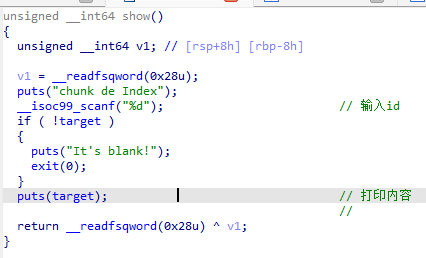 unsigned __int64 show()
{
unsigned __int64 v1; // [rsp+8h] [rbp-8h]
v1 = __readfsqword(0x28u);
puts("chunk de Index");
__isoc99_scanf("%d"); // 输入id
if ( !target )
{
puts("It's blank!");
exit(0);
}
puts(target); // 打印内容
//
return __readfsqword(0x28u) ^ v1;
}